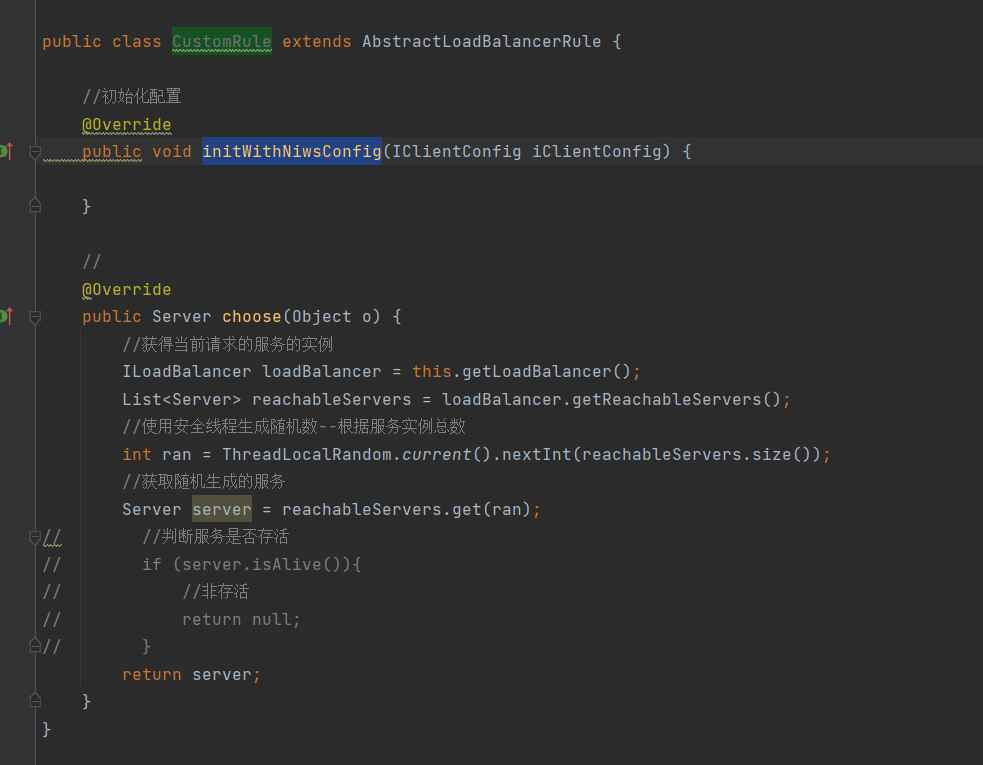 public class CustomRule extends AbstractLoadBalancerRule {
//初始化配置
@Override
public void initWithNiwsConfig(IClientConfig iClientConfig) {
}
//
@Override
public Server choose(Object o) {
//获得当前请求的服务的实例
ILoadBalancer loadBalancer = this.getLoadBalancer();
List<Server> reachableServers = loadBalancer.getReachableServers();
//使用安全线程生成随机数--根据服务实例总数
int ran = ThreadLocalRandom.current().nextInt(reachableServers.size());
//获取随机生成的服务
Server server = reachableServers.get(ran);
// //判断服务是否存活
// if (server.isAlive()){
// //非存活
// return null;
// }
return server;
}
}